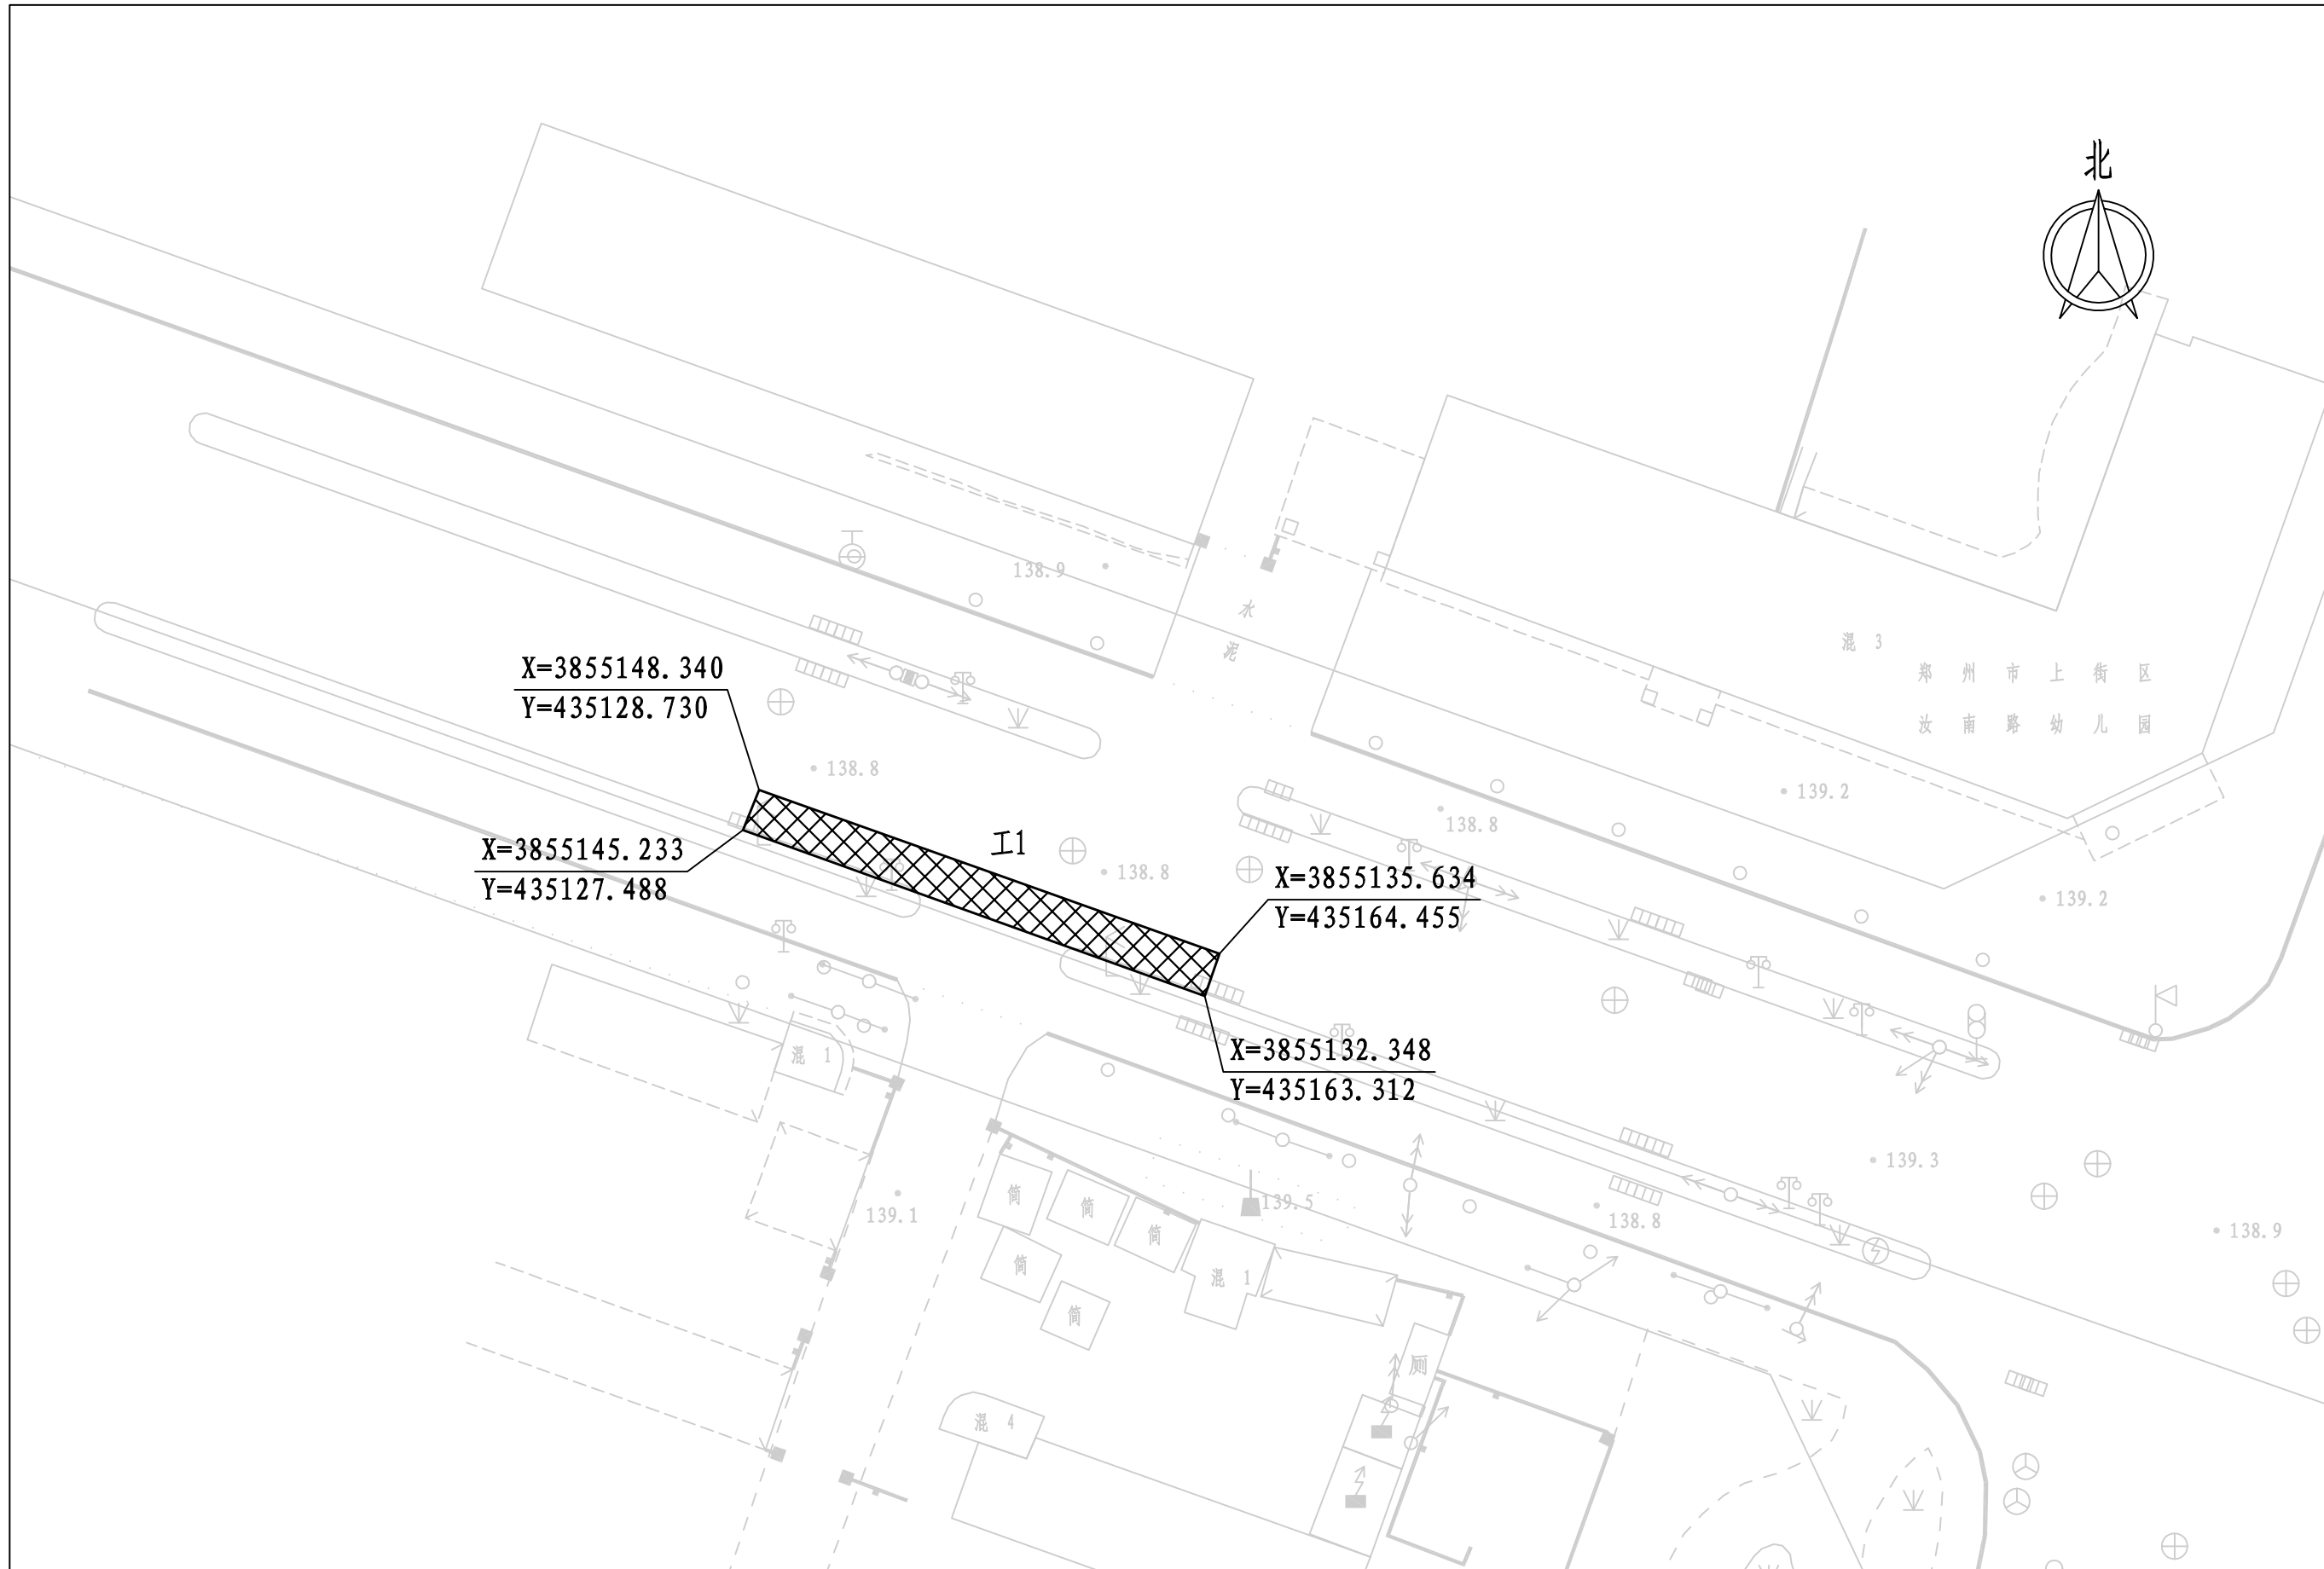 北
138.9
水
泥
混 3
郑州市上街区
汝南路幼儿园
X=3855148.340
Y=435128.730
138.8
139.2
138.8
工1
X=3855145.233
Y=435127.488
138.8
X=3855135.634
Y=435164.455
139.2
混 1
X=3855132.348
Y=435163.312
139.3
简
简
139.5
139.1
138.8
简
138.9
简
混 1
简
厕
混 4